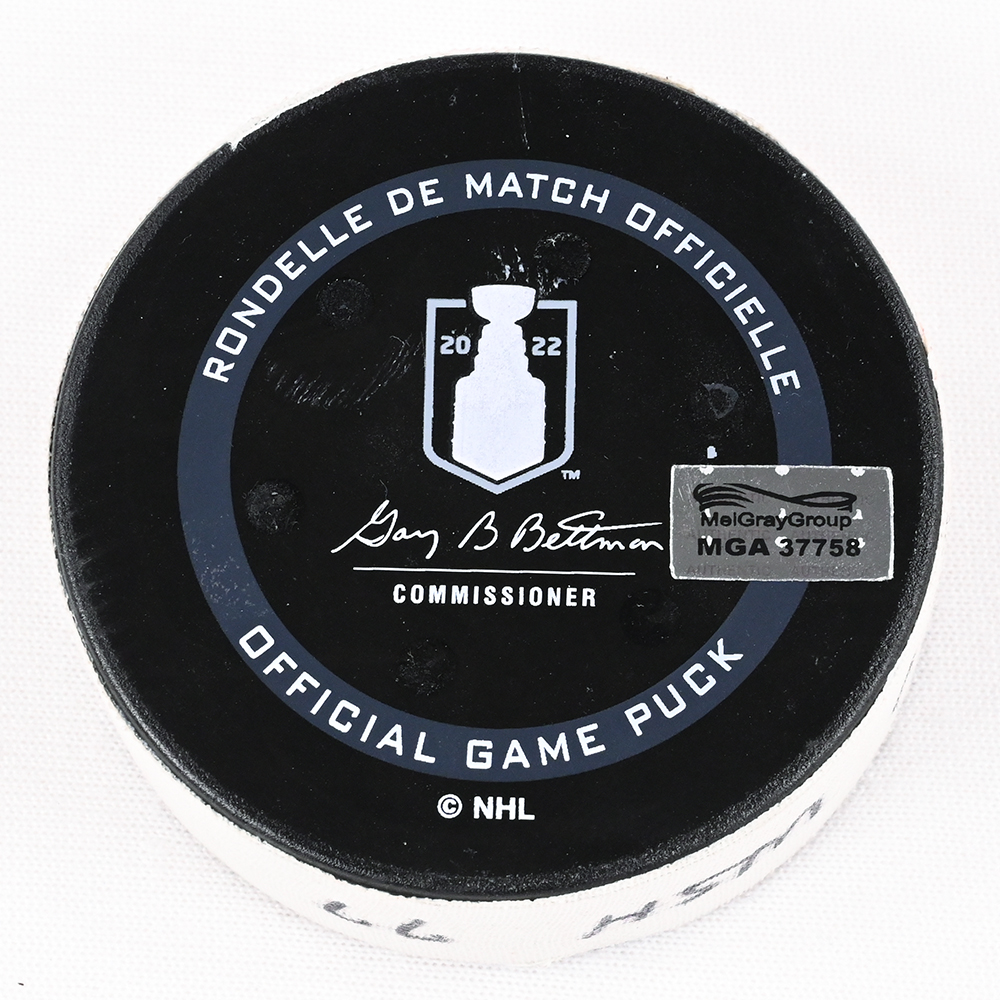 RONDELLE DE MATCH OFFICIELLE
20 22
TM
Gary B Bettman
COMMISSIONER
MeiGrayGroup
MGA 37758
OFFICIAL GAME PUCK
© NHL